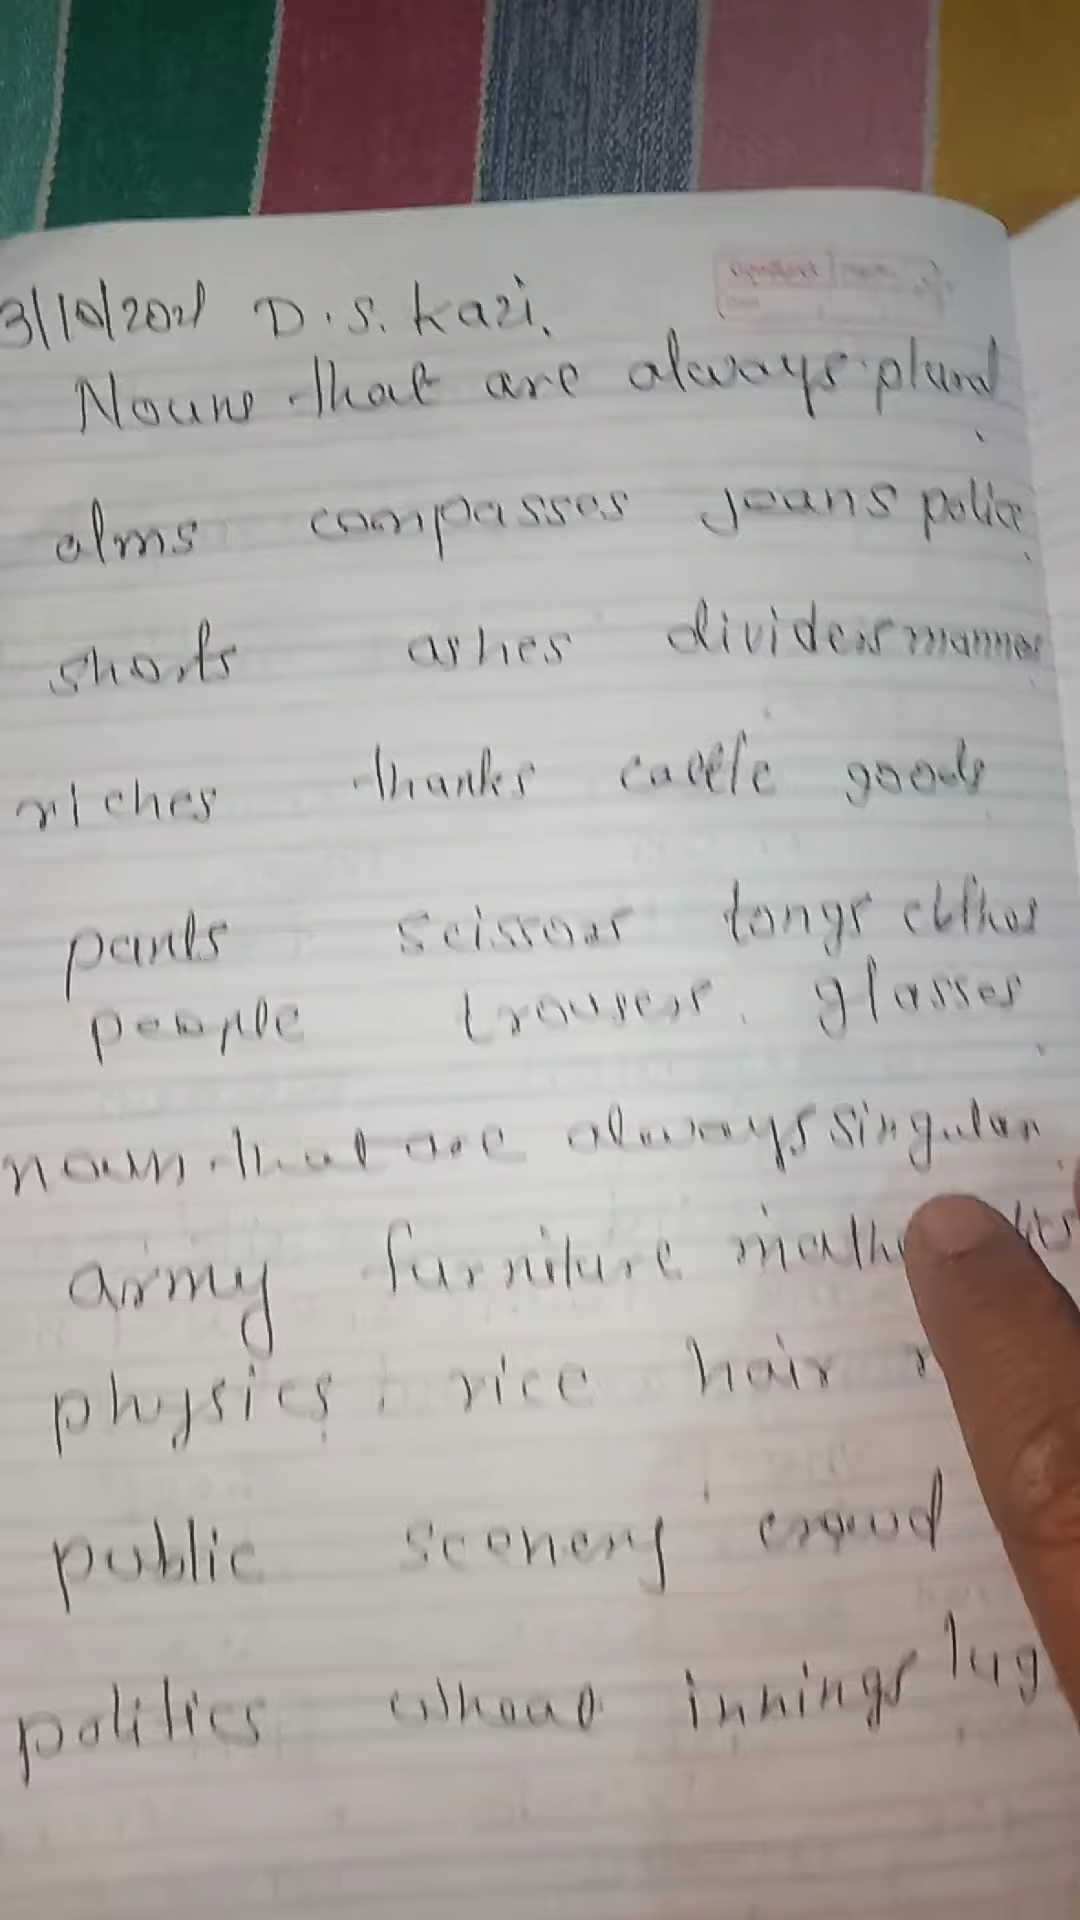 3/10/2021 D.S. Kazi.
Nouns that are always plural
alms compasses jeans police
shorts ashes dividers manners
riches thanks cattle goods
pants scissors tongs clothes
people trousers glasses
noun that are always singular
army furniture
physics rice hair
public scenery crowd
politics wheat innings